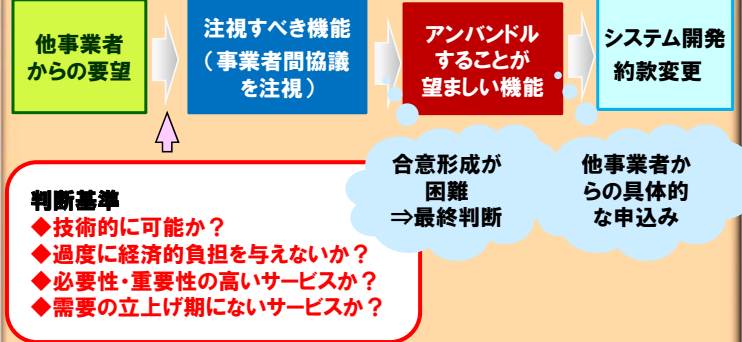 他事業者
からの要望
注視すべき機能
（事業者間協議
を注視）
アンバンドル
することが
望ましい機能
システム開発
約款変更
合意形成が
困難
⇒最終判断
他事業者か
らの具体的
な申込み
判断基準
◆技術的に可能か？
◆過度に経済的負担を与えないか？
◆必要性・重要性の高いサービスか？
◆需要の立上げ期にないサービスか？